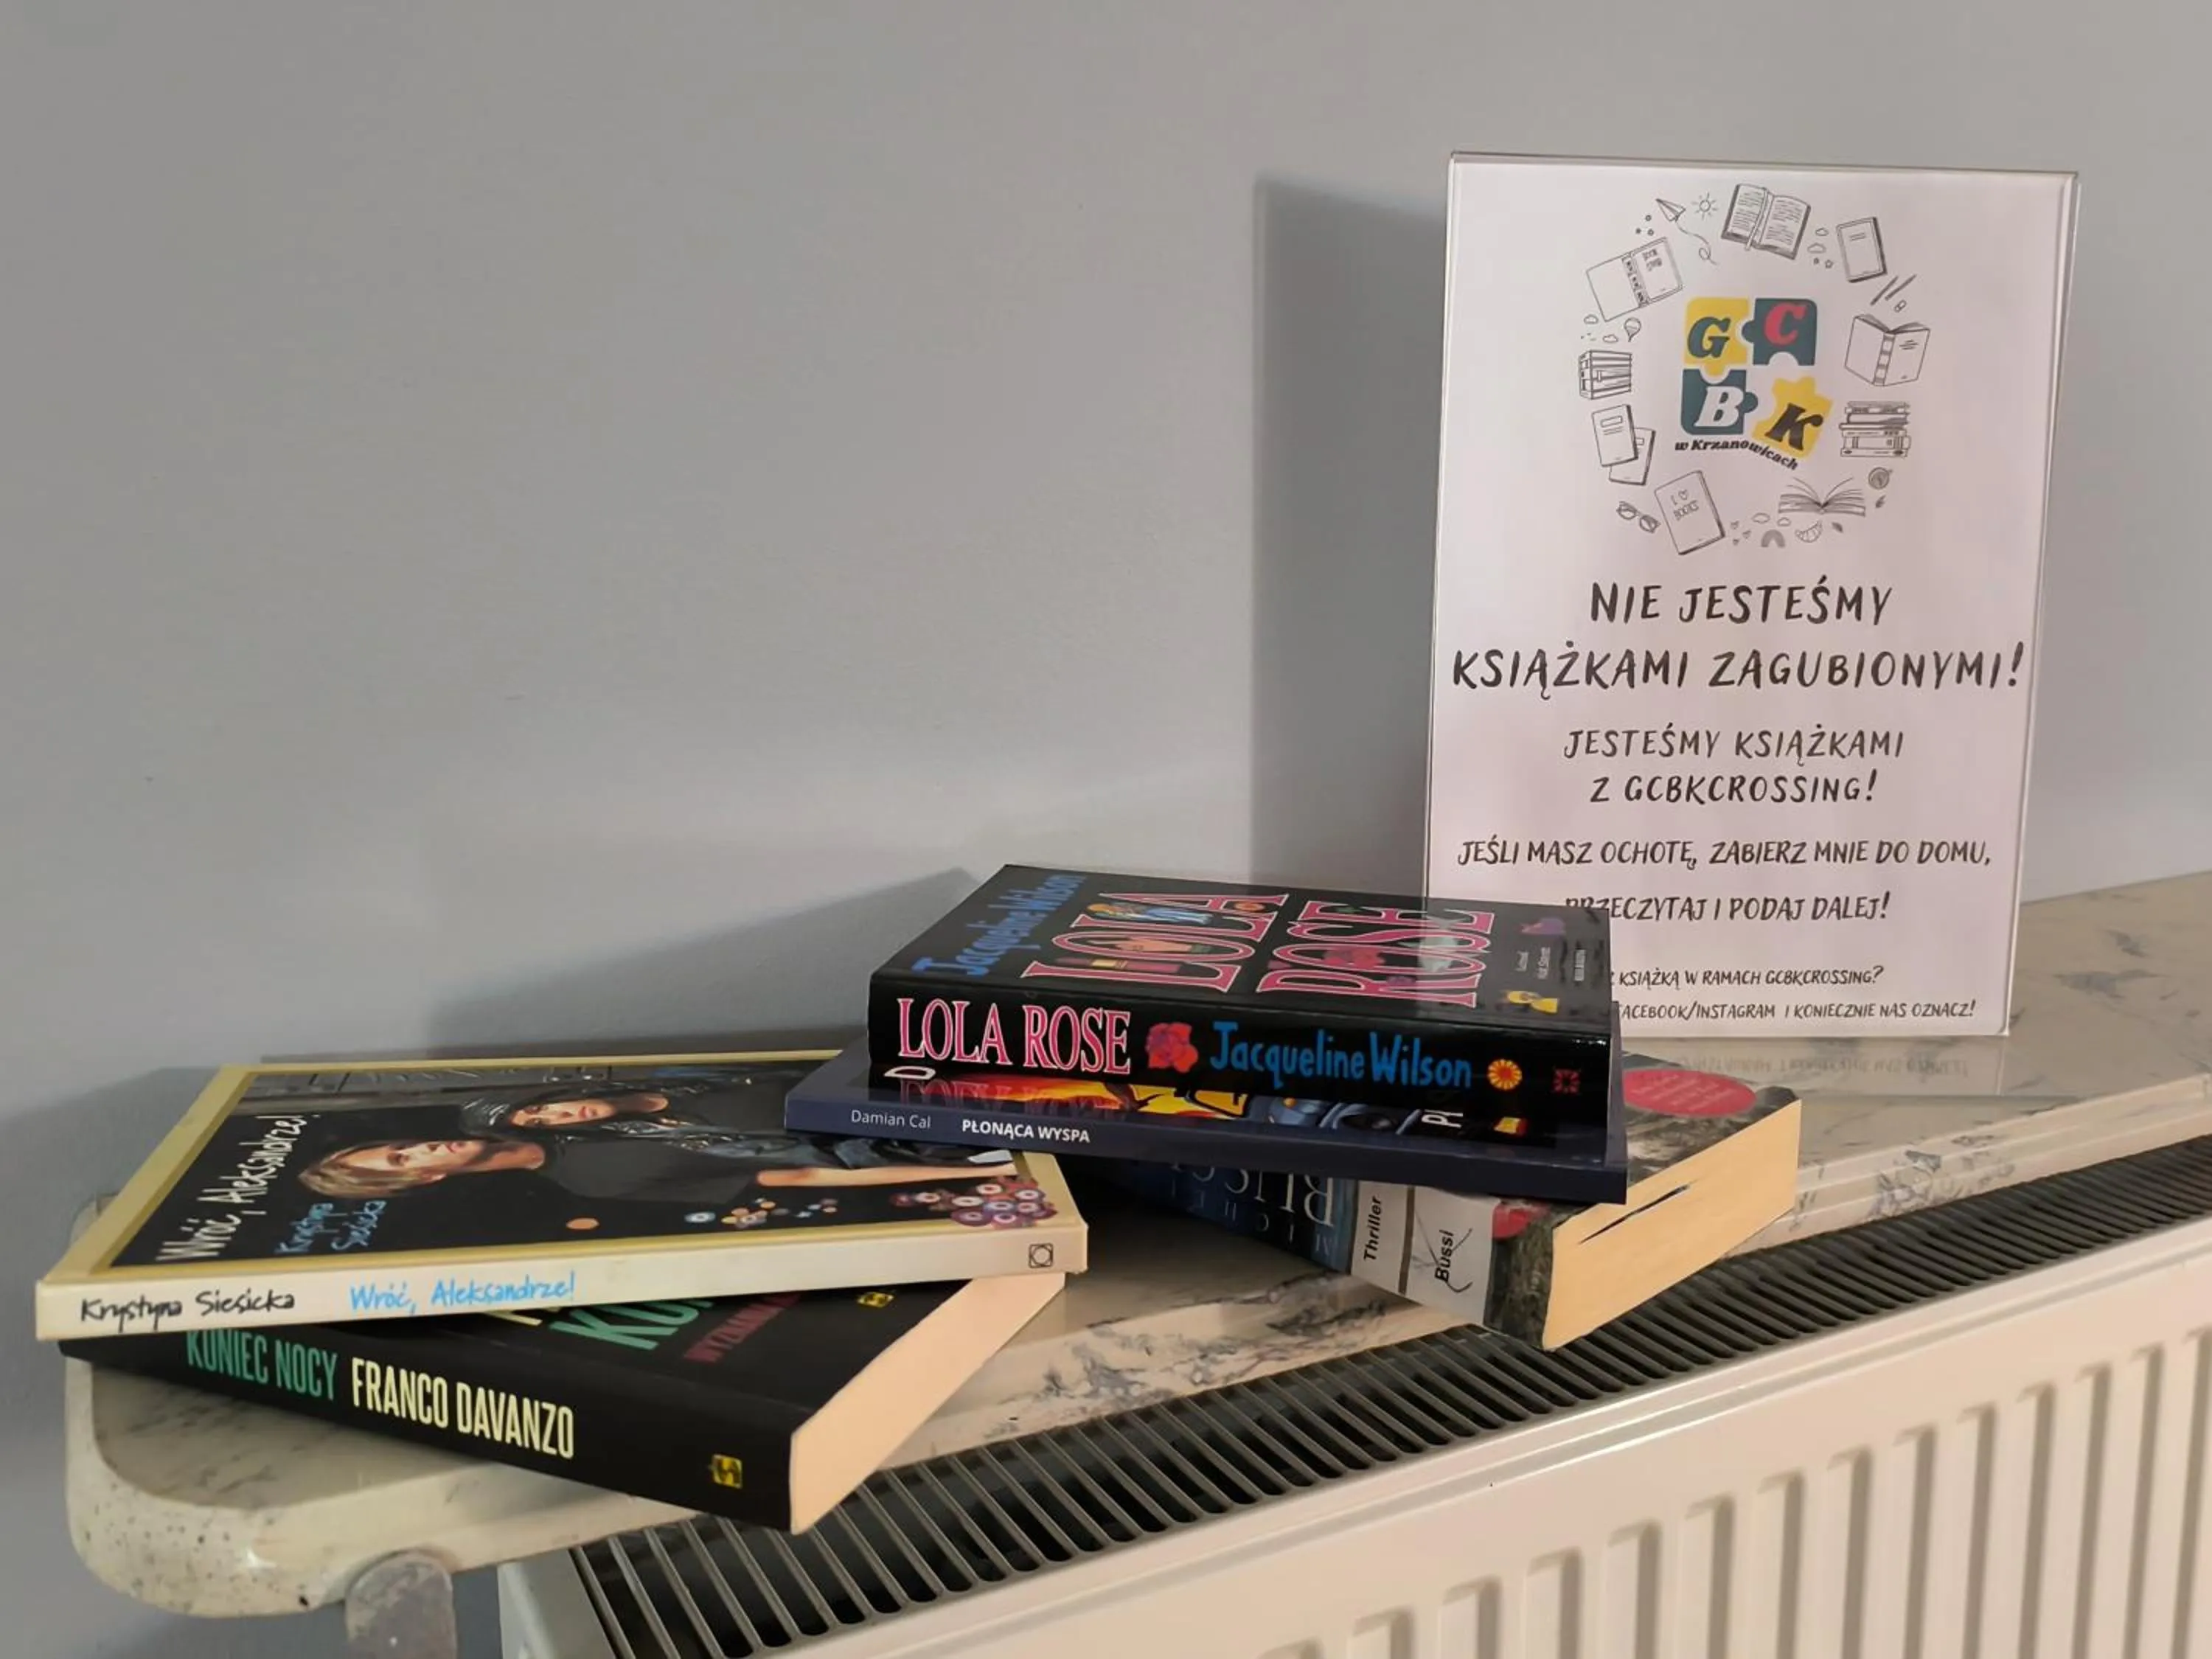 G C
B K
w Krzanowicach
I ♡
BOOKS
NIE JESTEŚMY
KSIĄŻKAMI ZAGUBIONYMI!
JESTEŚMY KSIĄŻKAMI
Z GCBKCROSSING!
JEŚLI MASZ OCHOTĘ, ZABIERZ MNIE DO DOMU,
PRZECZYTAJ I PODAJ DALEJ!
KSIĄŻKĄ W RAMACH GCBKCROSSING?
FACEBOOK/INSTAGRAM I KONIECZNIE NAS OZNACZ!
Jacqueline Wilson
LOLA
ROSE
LOLA ROSE Jacqueline Wilson
Damian Cal PŁONĄCA WYSPA
Thriller
Bussi
Wróć, Aleksandrze!
Krystyna
Siesicka
Krystyna Siesicka Wróć, Aleksandrze!
KONIEC NOCY FRANCO DAVANZO